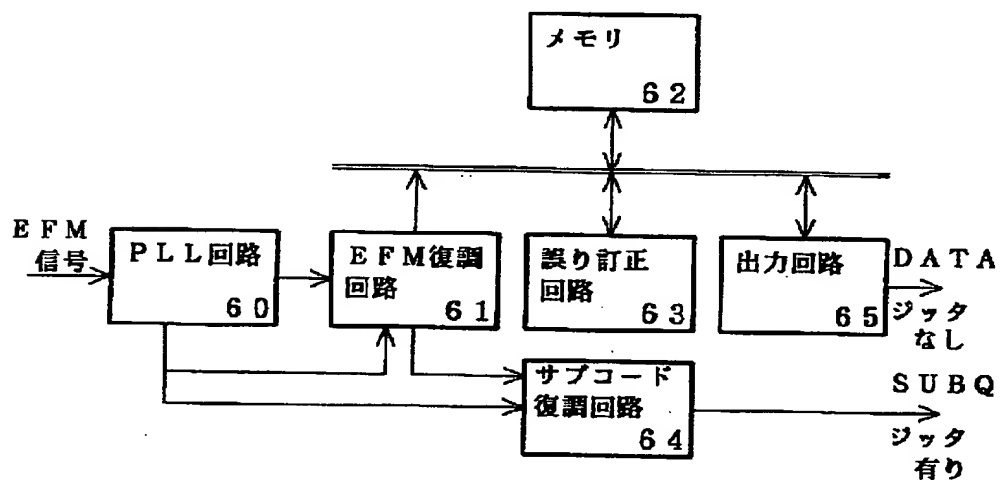 メモリ
６２
ＥＦＭ
信号
ＰＬＬ回路
６０
ＥＦＭ復調
回路
６１
誤り訂正
回路
６３
出力回路
６５
ＤＡＴＡ
ジッタ
なし
サブコード
復調回路
６４
ＳＵＢＱ
ジッタ
有り